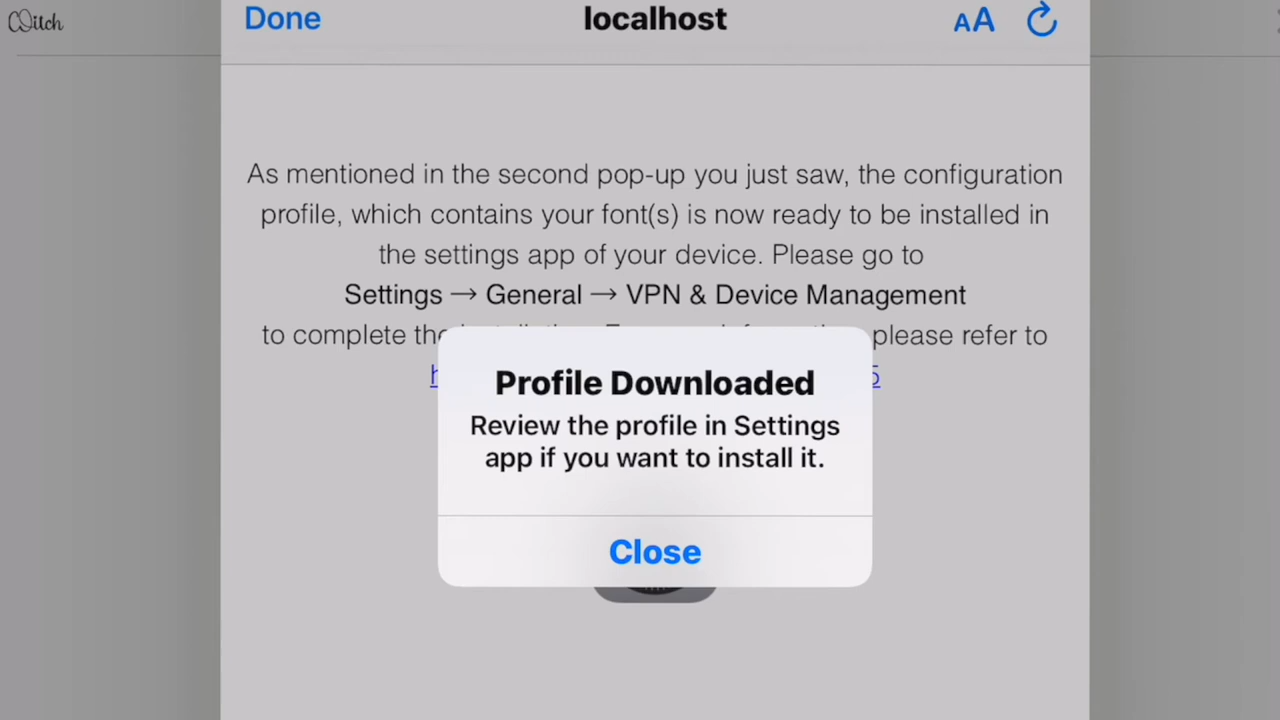 Witch
Done
localhost
AA
As mentioned in the second pop-up you just saw, the configuration
profile, which contains your font(s) is now ready to be installed in
the settings app of your device. Please go to
Settings → General → VPN & Device Management
to complete the
please refer to
Profile Downloaded
Review the profile in Settings
app if you want to install it.
Close